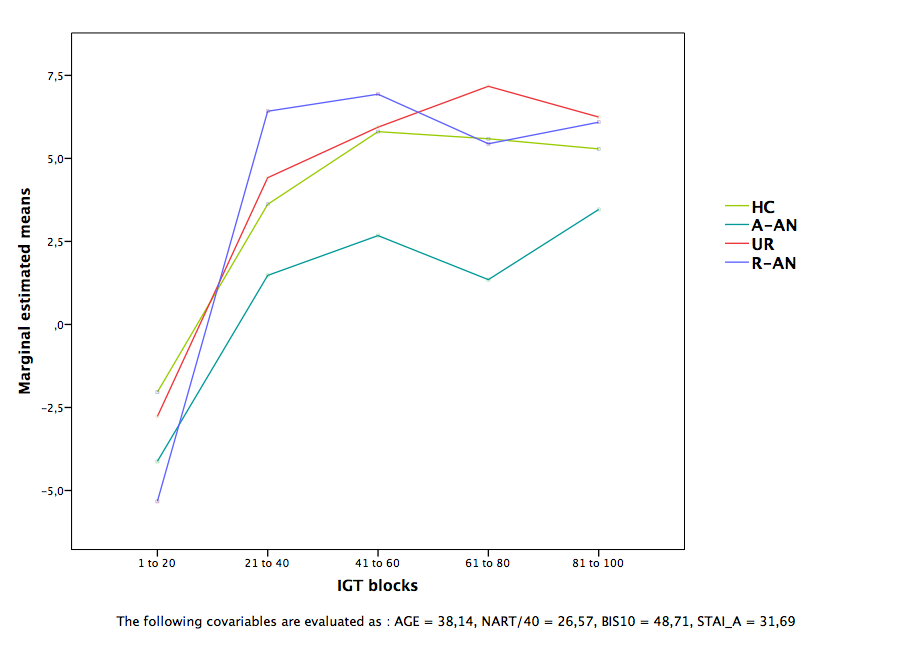 7,5
5,0
2,5
,0
-2,5
-5,0
Marginal estimated means
1 to 20 21 to 40 41 to 60 61 to 80 81 to 100
IGT blocks
HC
A-AN
UR
R-AN
The following covariables are evaluated as : AGE = 38,14, NART/40 = 26,57, BIS10 = 48,71, STAI_A = 31,69